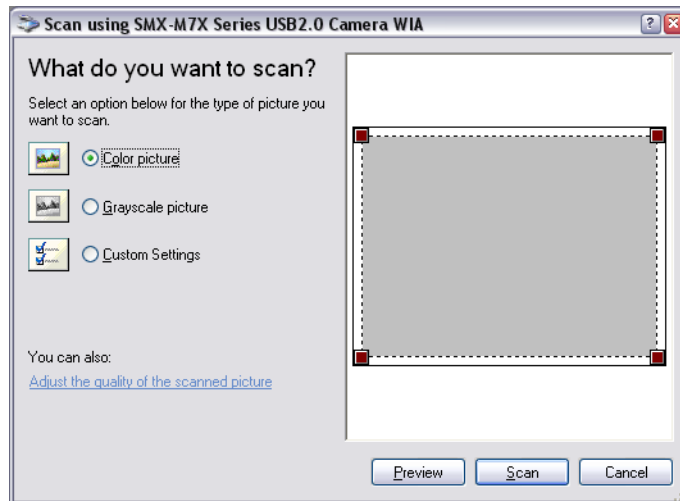 Scan using SMX-M7X Series USB2.0 Camera WIA
What do you want to scan?
Select an option below for the type of picture you
want to scan.
Color picture
Grayscale picture
Custom Settings
You can also:
Adjust the quality of the scanned picture
Preview
Scan
Cancel